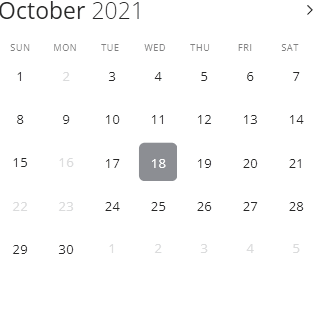 October 2021
SUN MON TUE WED THU FRI SAT
1 2 3 4 5 6 7
8 9 10 11 12 13 14
15 16 17 18 19 20 21
22 23 24 25 26 27 28
29 30 1 2 3 4 5